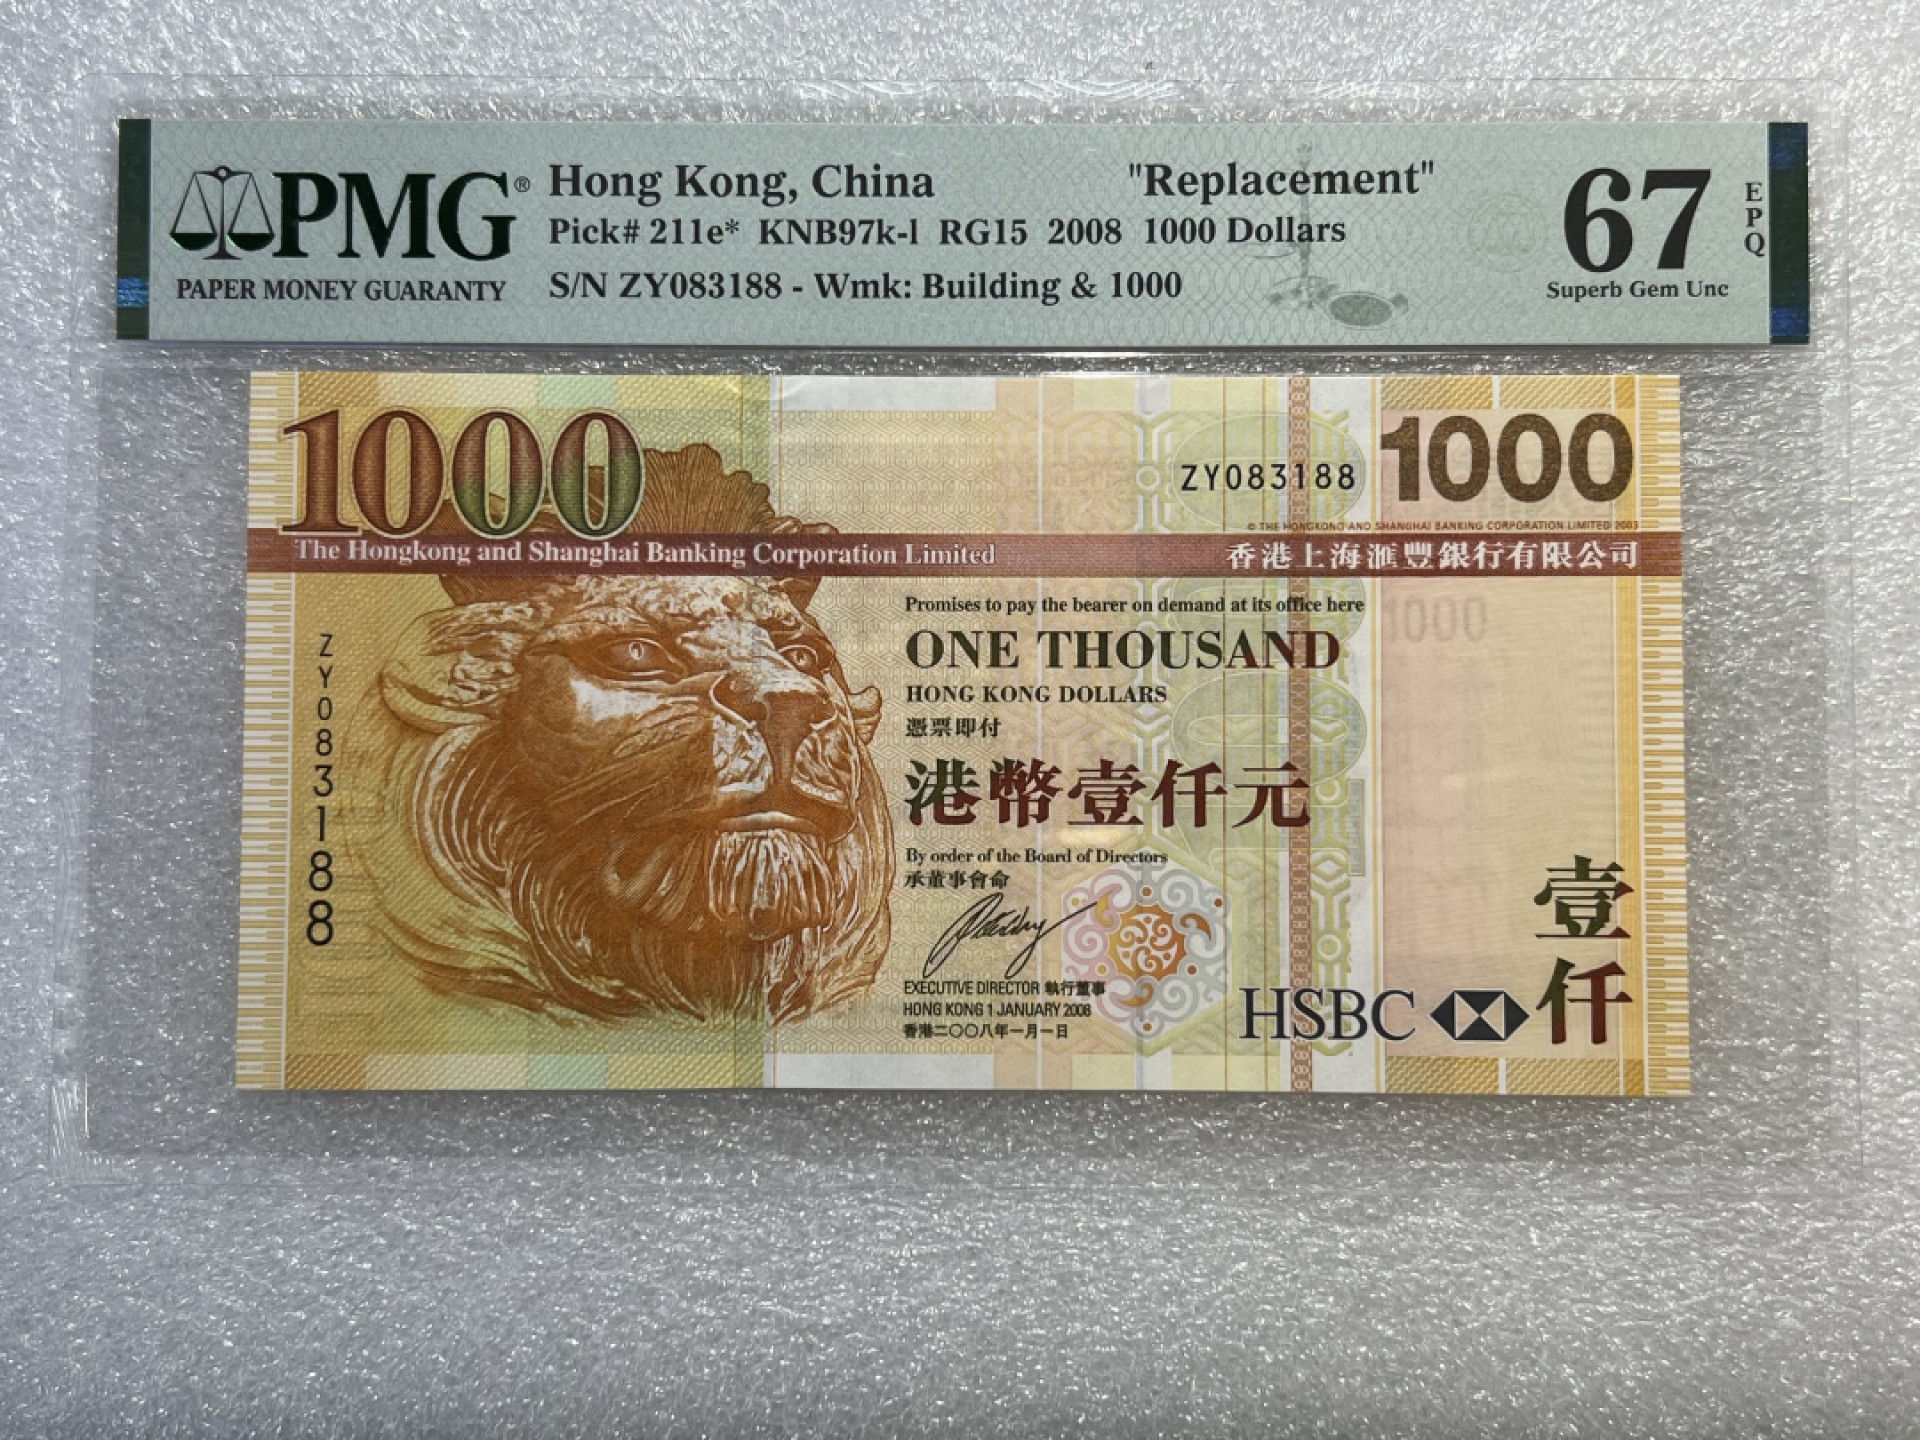 PMG®
PAPER MONEY GUARANTY
Hong Kong, China "Replacement"
Pick# 211e* KNB97k-l RG15 2008 1000 Dollars
S/N ZY083188 - Wmk: Building & 1000
67
EPQ
Superb Gem Unc
1000
ZY083188
1000
© THE HONGKONG AND SHANGHAI BANKING CORPORATION LIMITED 2003
The Hongkong and Shanghai Banking Corporation Limited
香港上海滙豐銀行有限公司
Promises to pay the bearer on demand at its office here
1000
ONE THOUSAND
HONG KONG DOLLARS
憑票即付
港幣壹仟元
ZY083188
By order of the Board of Directors
承董事會命
EXECUTIVE DIRECTOR 執行董事
HONG KONG 1 JANUARY 2008
香港二〇〇八年一月一日
HSBC
壹仟